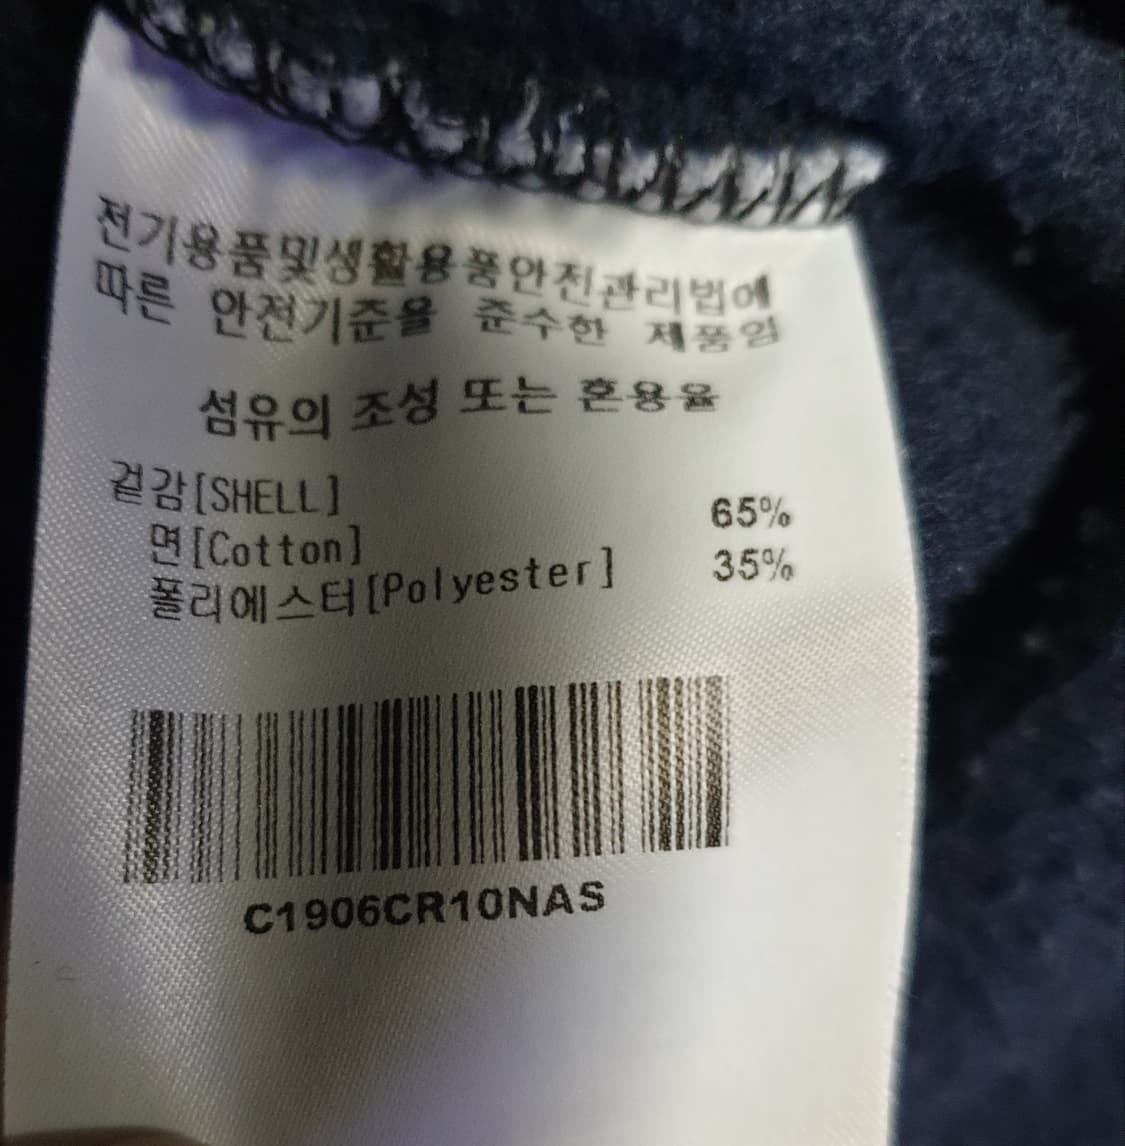 전기용품및생활용품안전관리법에
따른 안전기준을 준수한 제품임
섬유의 조성 또는 혼용율
겉감[SHELL]
면[Cotton] 65%
폴리에스터[Polyester] 35%
C1906CR10NAS